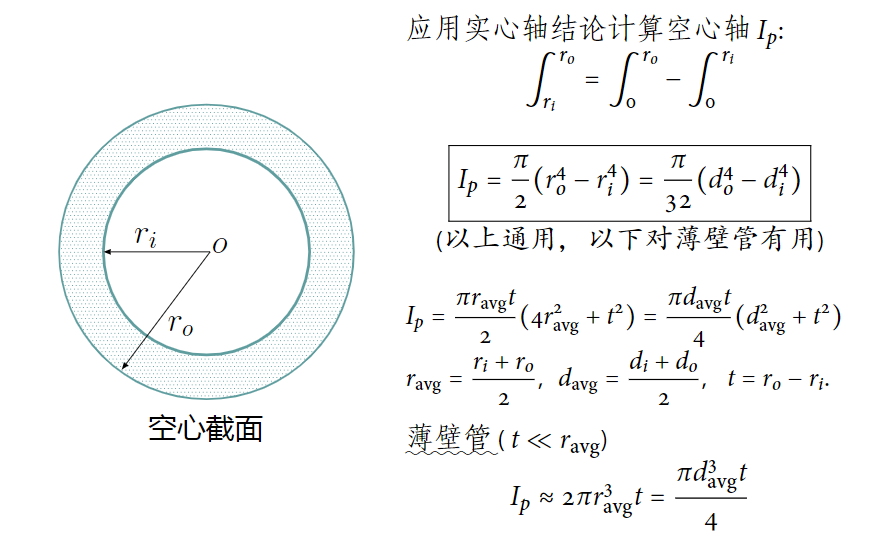 应用实心轴结论计算空心轴 I_p:
∫_{r_i}^{r_o} = ∫_0^{r_o} − ∫_0^{r_i}
I_p = π/2 (r_o^4 − r_i^4) = π/32 (d_o^4 − d_i^4)
(以上通用，以下对薄壁管有用)
I_p = πr_avg t/2 (4r_avg^2 + t^2) = πd_avg t/4 (d_avg^2 + t^2)
r_avg = (r_i + r_o)/2, d_avg = (d_i + d_o)/2, t = r_o − r_i.
薄壁管 ( t ≪ r_avg)
I_p ≈ 2πr_avg^3 t = πd_avg^3 t/4
r_i
O
r_o
空心截面